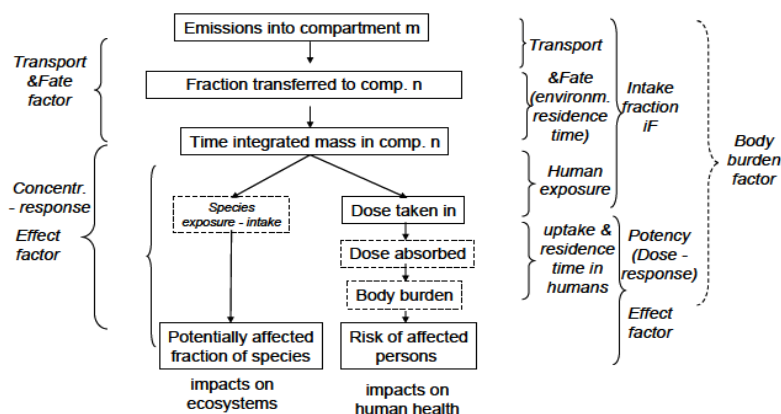 Emissions into compartment m
Transport
&Fate
factor
Fraction transferred to comp. n
Time integrated mass in comp. n
Concentr.
- response
Effect
factor
Species
exposure - intake
Dose taken in
Dose absorbed
Body burden
Potentially affected
fraction of species
Risk of affected
persons
impacts on
ecosystems
impacts on
human health
Transport
&Fate
(environm.
residence
time)
Human
exposure
uptake &
residence
time in
humans
Intake
fraction
iF
Potency
(Dose -
response)
Effect
factor
Body
burden
factor